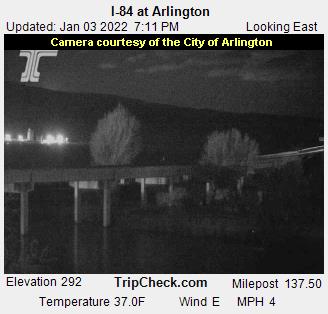 I-84 at Arlington
Updated: Jan 03 2022 7:11 PM Looking East
Camera courtesy of the City of Arlington
Elevation 292 TripCheck.com Milepost 137.50
Temperature 37.0F Wind E MPH 4